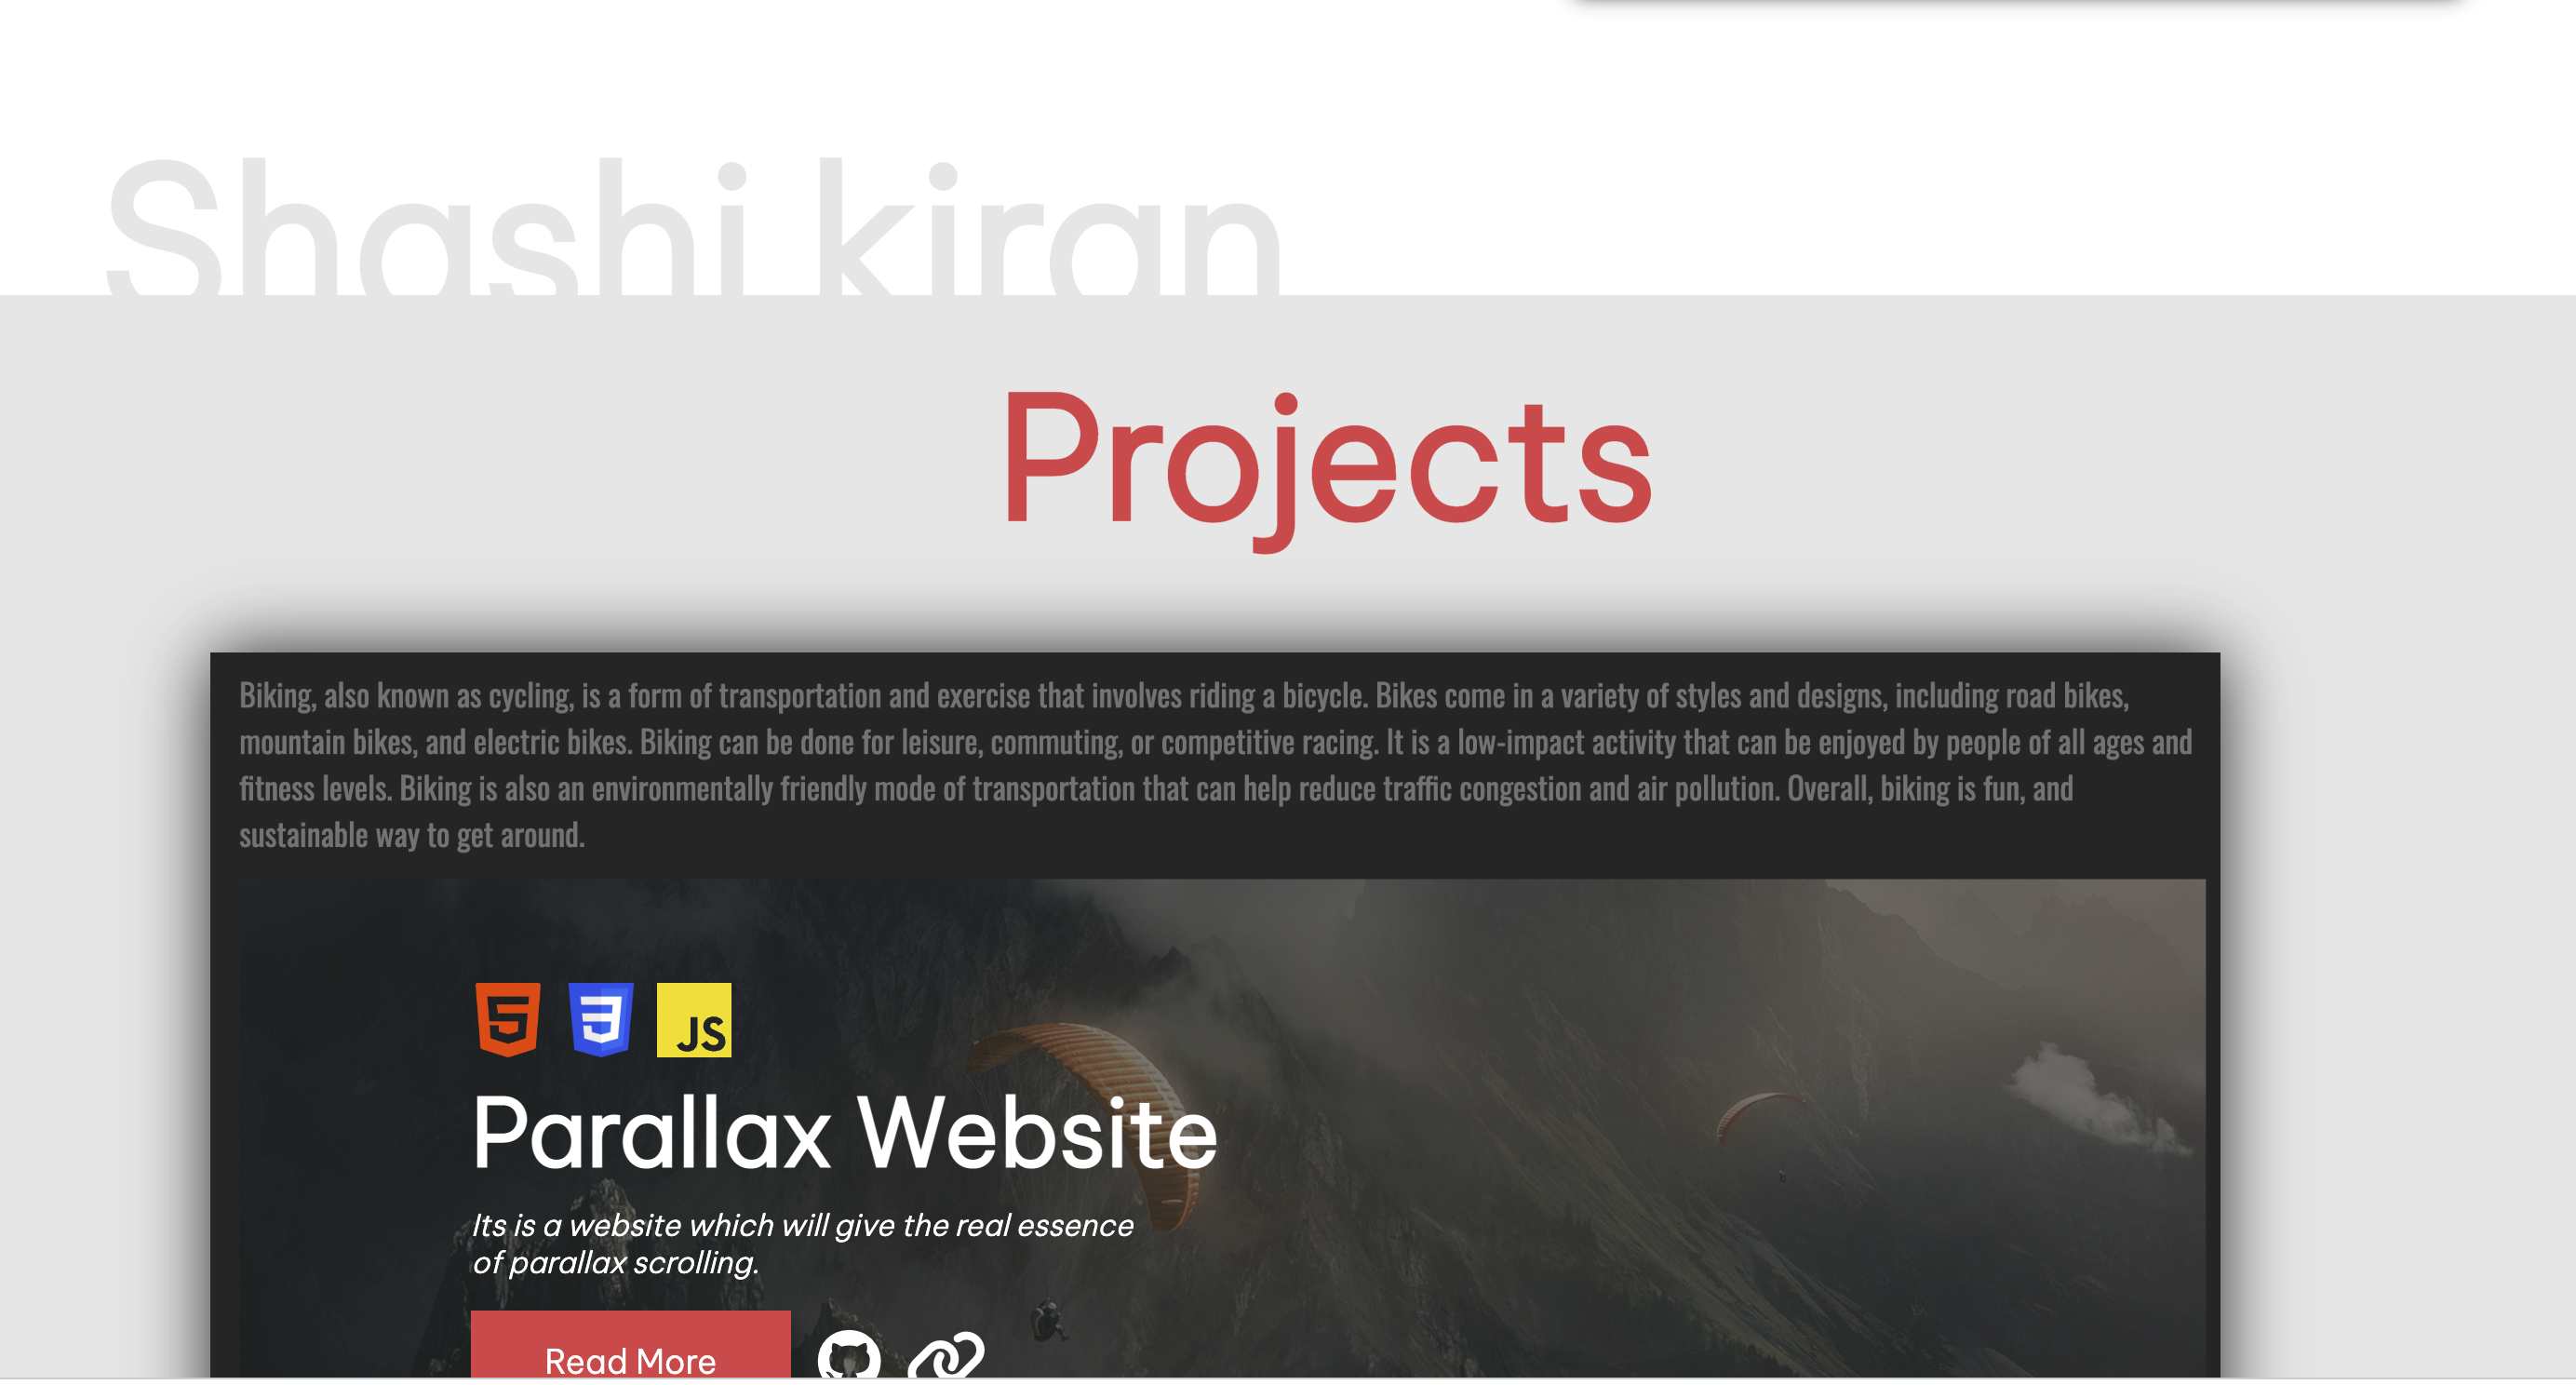 Shashi kiran
Projects
Biking, also known as cycling, is a form of transportation and exercise that involves riding a bicycle. Bikes come in a variety of styles and designs, including road bikes,
mountain bikes, and electric bikes. Biking can be done for leisure, commuting, or competitive racing. It is a low-impact activity that can be enjoyed by people of all ages and
fitness levels. Biking is also an environmentally friendly mode of transportation that can help reduce traffic congestion and air pollution. Overall, biking is fun, and
sustainable way to get around.
5 3 JS
Parallax Website
Its is a website which will give the real essence
of parallax scrolling.
Read More